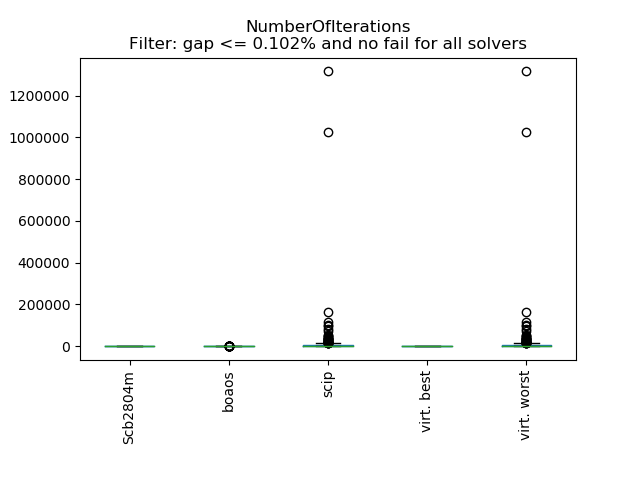 NumberOfIterations
Filter: gap <= 0.102% and no fail for all solvers
1200000
1000000
800000
600000
400000
200000
0
Scb2804m
boaos
scip
virt. best
virt. worst